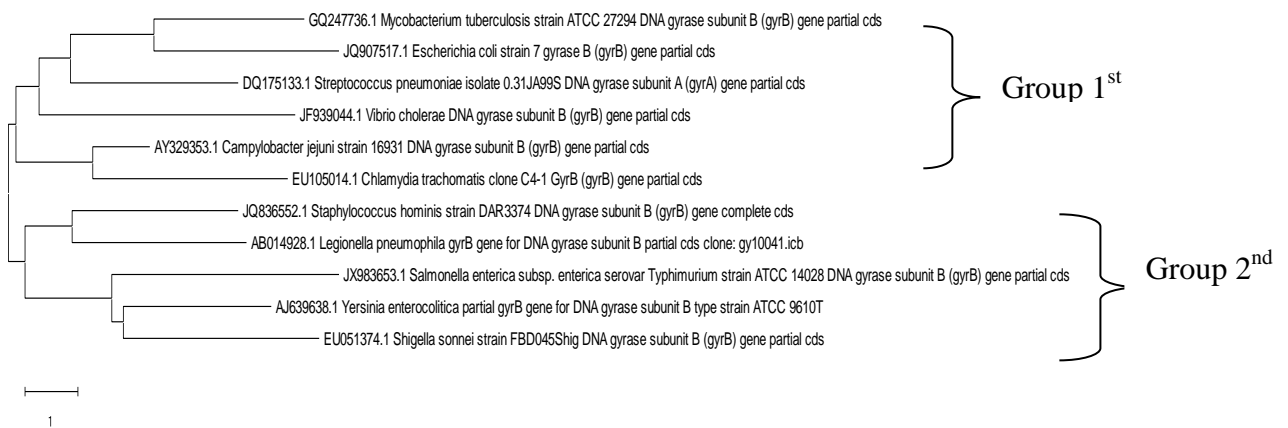 GQ247736.1 Mycobacterium tuberculosis strain ATCC 27294 DNA gyrase subunit B (gyrB) gene partial cds
JQ907517.1 Escherichia coli strain 7 gyrase B (gyrB) gene partial cds
DQ175133.1 Streptococcus pneumoniae isolate 0.31JA99S DNA gyrase subunit A (gyrA) gene partial cds
Group 1st
JF939044.1 Vibrio cholerae DNA gyrase subunit B (gyrB) gene partial cds
AY329353.1 Campylobacter jejuni strain 16931 DNA gyrase subunit B (gyrB) gene partial cds
EU105014.1 Chlamydia trachomatis clone C4-1 GyrB (gyrB) gene partial cds
JQ836552.1 Staphylococcus hominis strain DAR3374 DNA gyrase subunit B (gyrB) gene complete cds
AB014928.1 Legionella pneumophila gyrB gene for DNA gyrase subunit B partial cds clone: gy10041.icb
Group 2nd
JX983653.1 Salmonella enterica subsp. enterica serovar Typhimurium strain ATCC 14028 DNA gyrase subunit B (gyrB) gene partial cds
AJ639638.1 Yersinia enterocolitica partial gyrB gene for DNA gyrase subunit B type strain ATCC 9610T
EU051374.1 Shigella sonnei strain FBD045Shig DNA gyrase subunit B (gyrB) gene partial cds
1